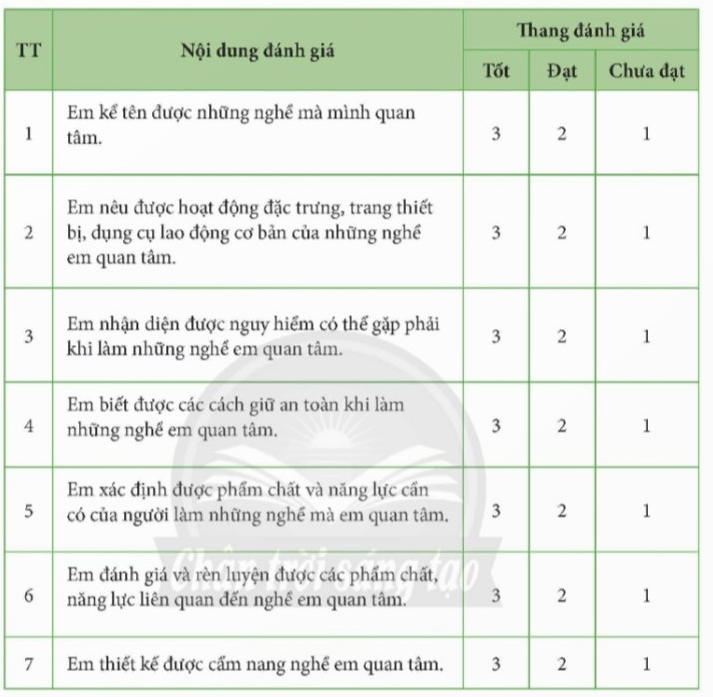 TT Nội dung đánh giá Thang đánh giá
Tốt Đạt Chưa đạt
1 Em kể tên được những nghề mà mình quan
tâm. 3 2 1
2 Em nêu được hoạt động đặc trưng, trang thiết
bị, dụng cụ lao động cơ bản của những nghề
em quan tâm. 3 2 1
3 Em nhận diện được nguy hiểm có thể gặp phải
khi làm những nghề em quan tâm. 3 2 1
4 Em biết được các cách giữ an toàn khi làm
những nghề em quan tâm. 3 2 1
5 Em xác định được phẩm chất và năng lực cần
có của người làm những nghề mà em quan tâm. 3 2 1
6 Em đánh giá và rèn luyện được các phẩm chất,
năng lực liên quan đến nghề em quan tâm. 3 2 1
7 Em thiết kế được cẩm nang nghề em quan tâm. 3 2 1
Chân trời sáng tạo